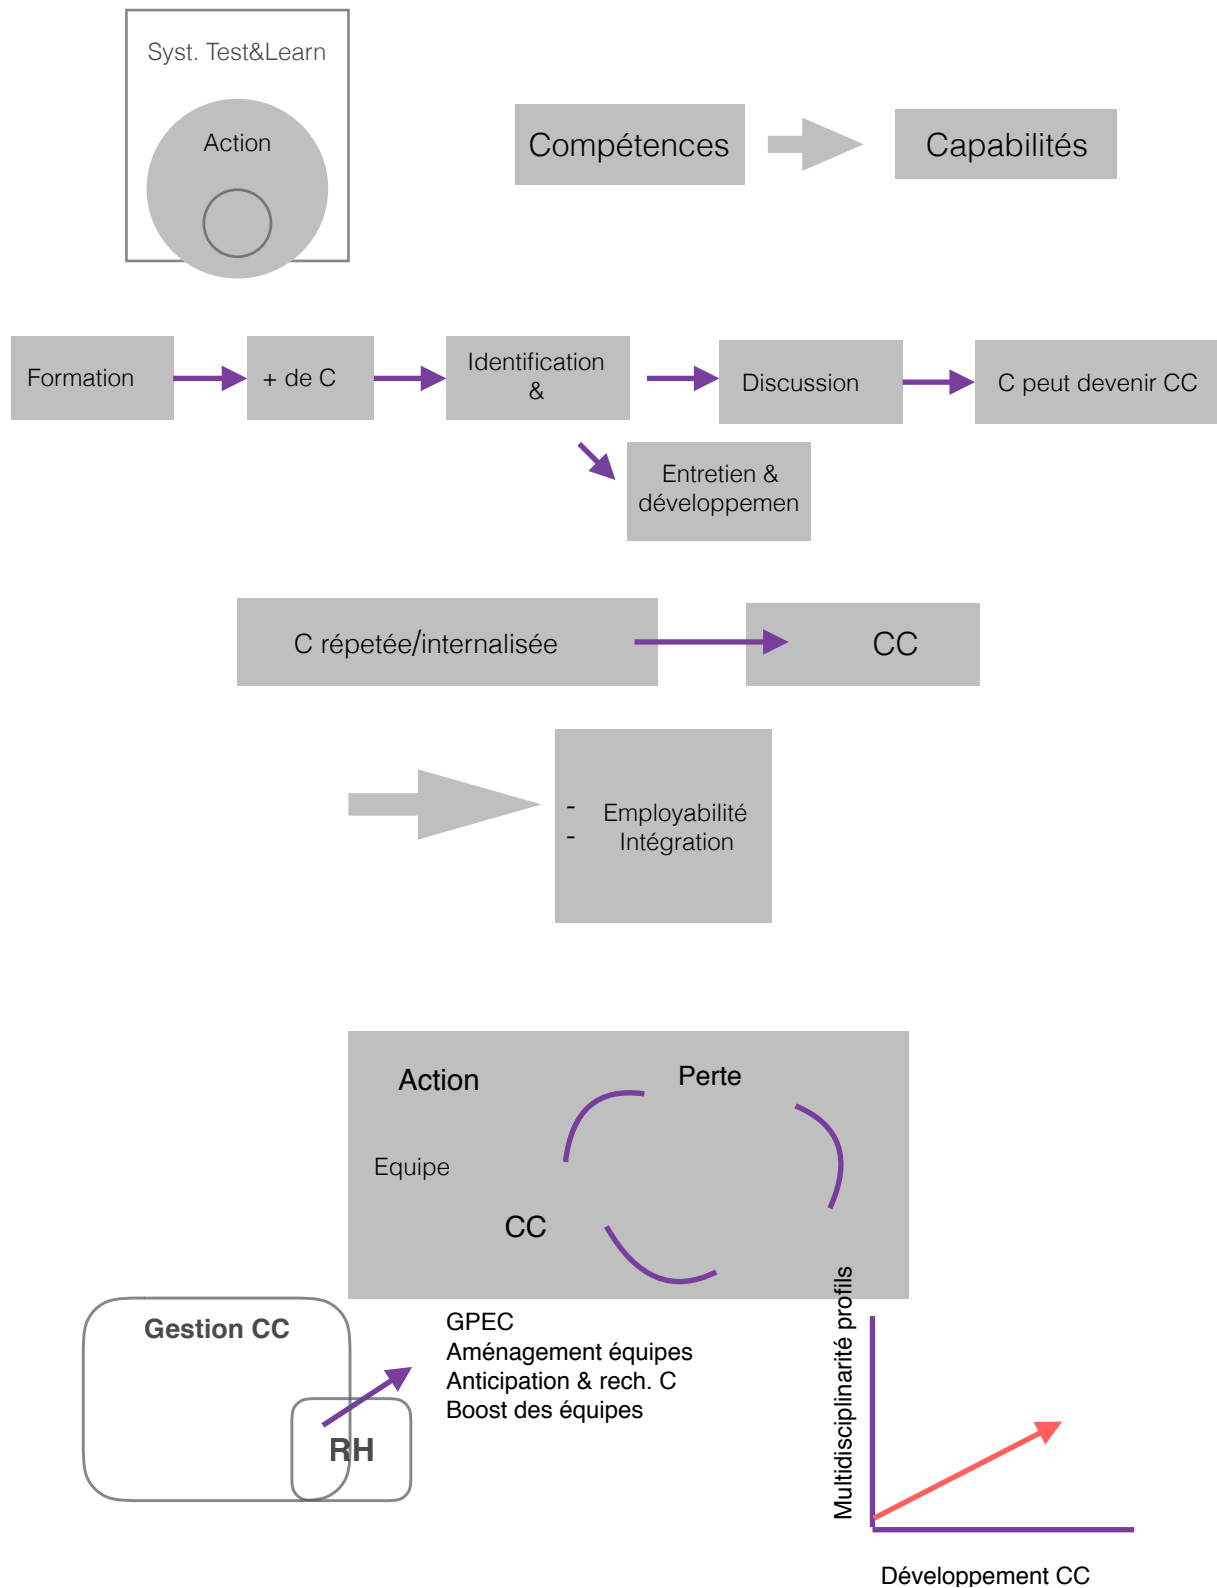 Syst. Test&Learn
Action
Compétences
Capabilités
Formation
+ de C
Identification
&
Discussion
C peut devenir CC
Entretien &
développemen
C répetée/internalisée
CC
- Employabilité
- Intégration
Action
Perte
Equipe
CC
Gestion CC
RH
GPEC
Aménagement équipes
Anticipation & rech. C
Boost des équipes
Multidisciplinarité profils
Développement CC